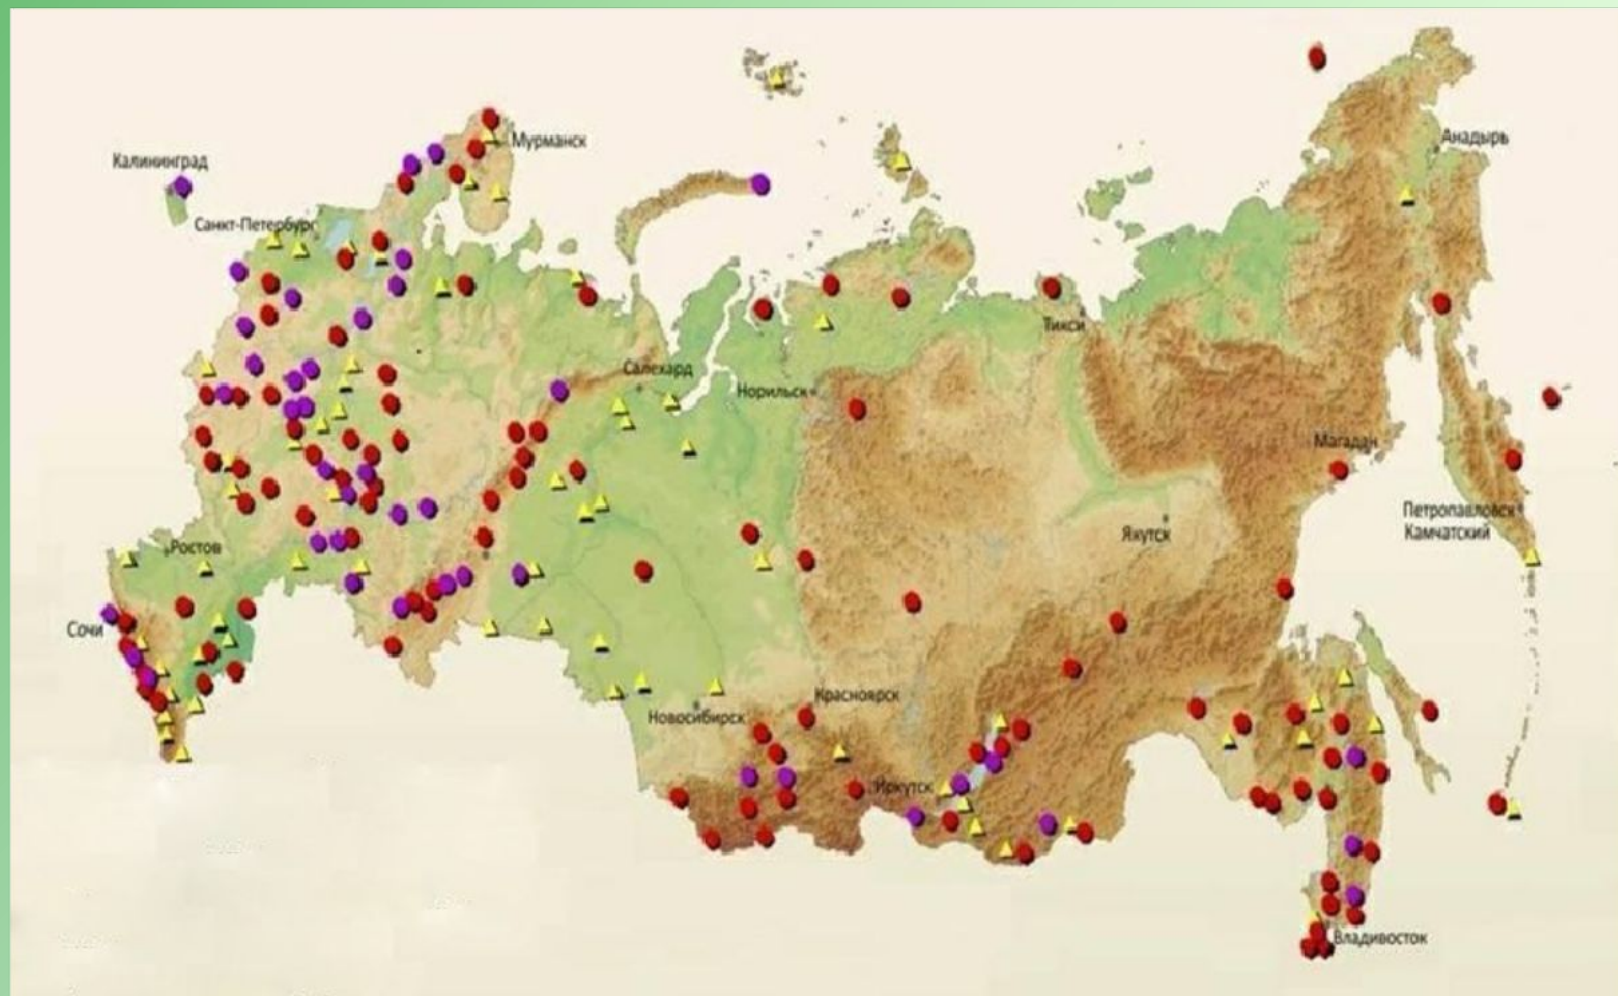 Мурманск
Анадырь
Калининград
Санкт-Петербург
Тикси
Салехард
Норильск
Магадан
Петропавловск
Камчатский
Якутск
Ростов
Сочи
Красноярск
Новосибирск
Иркутск
Владивосток